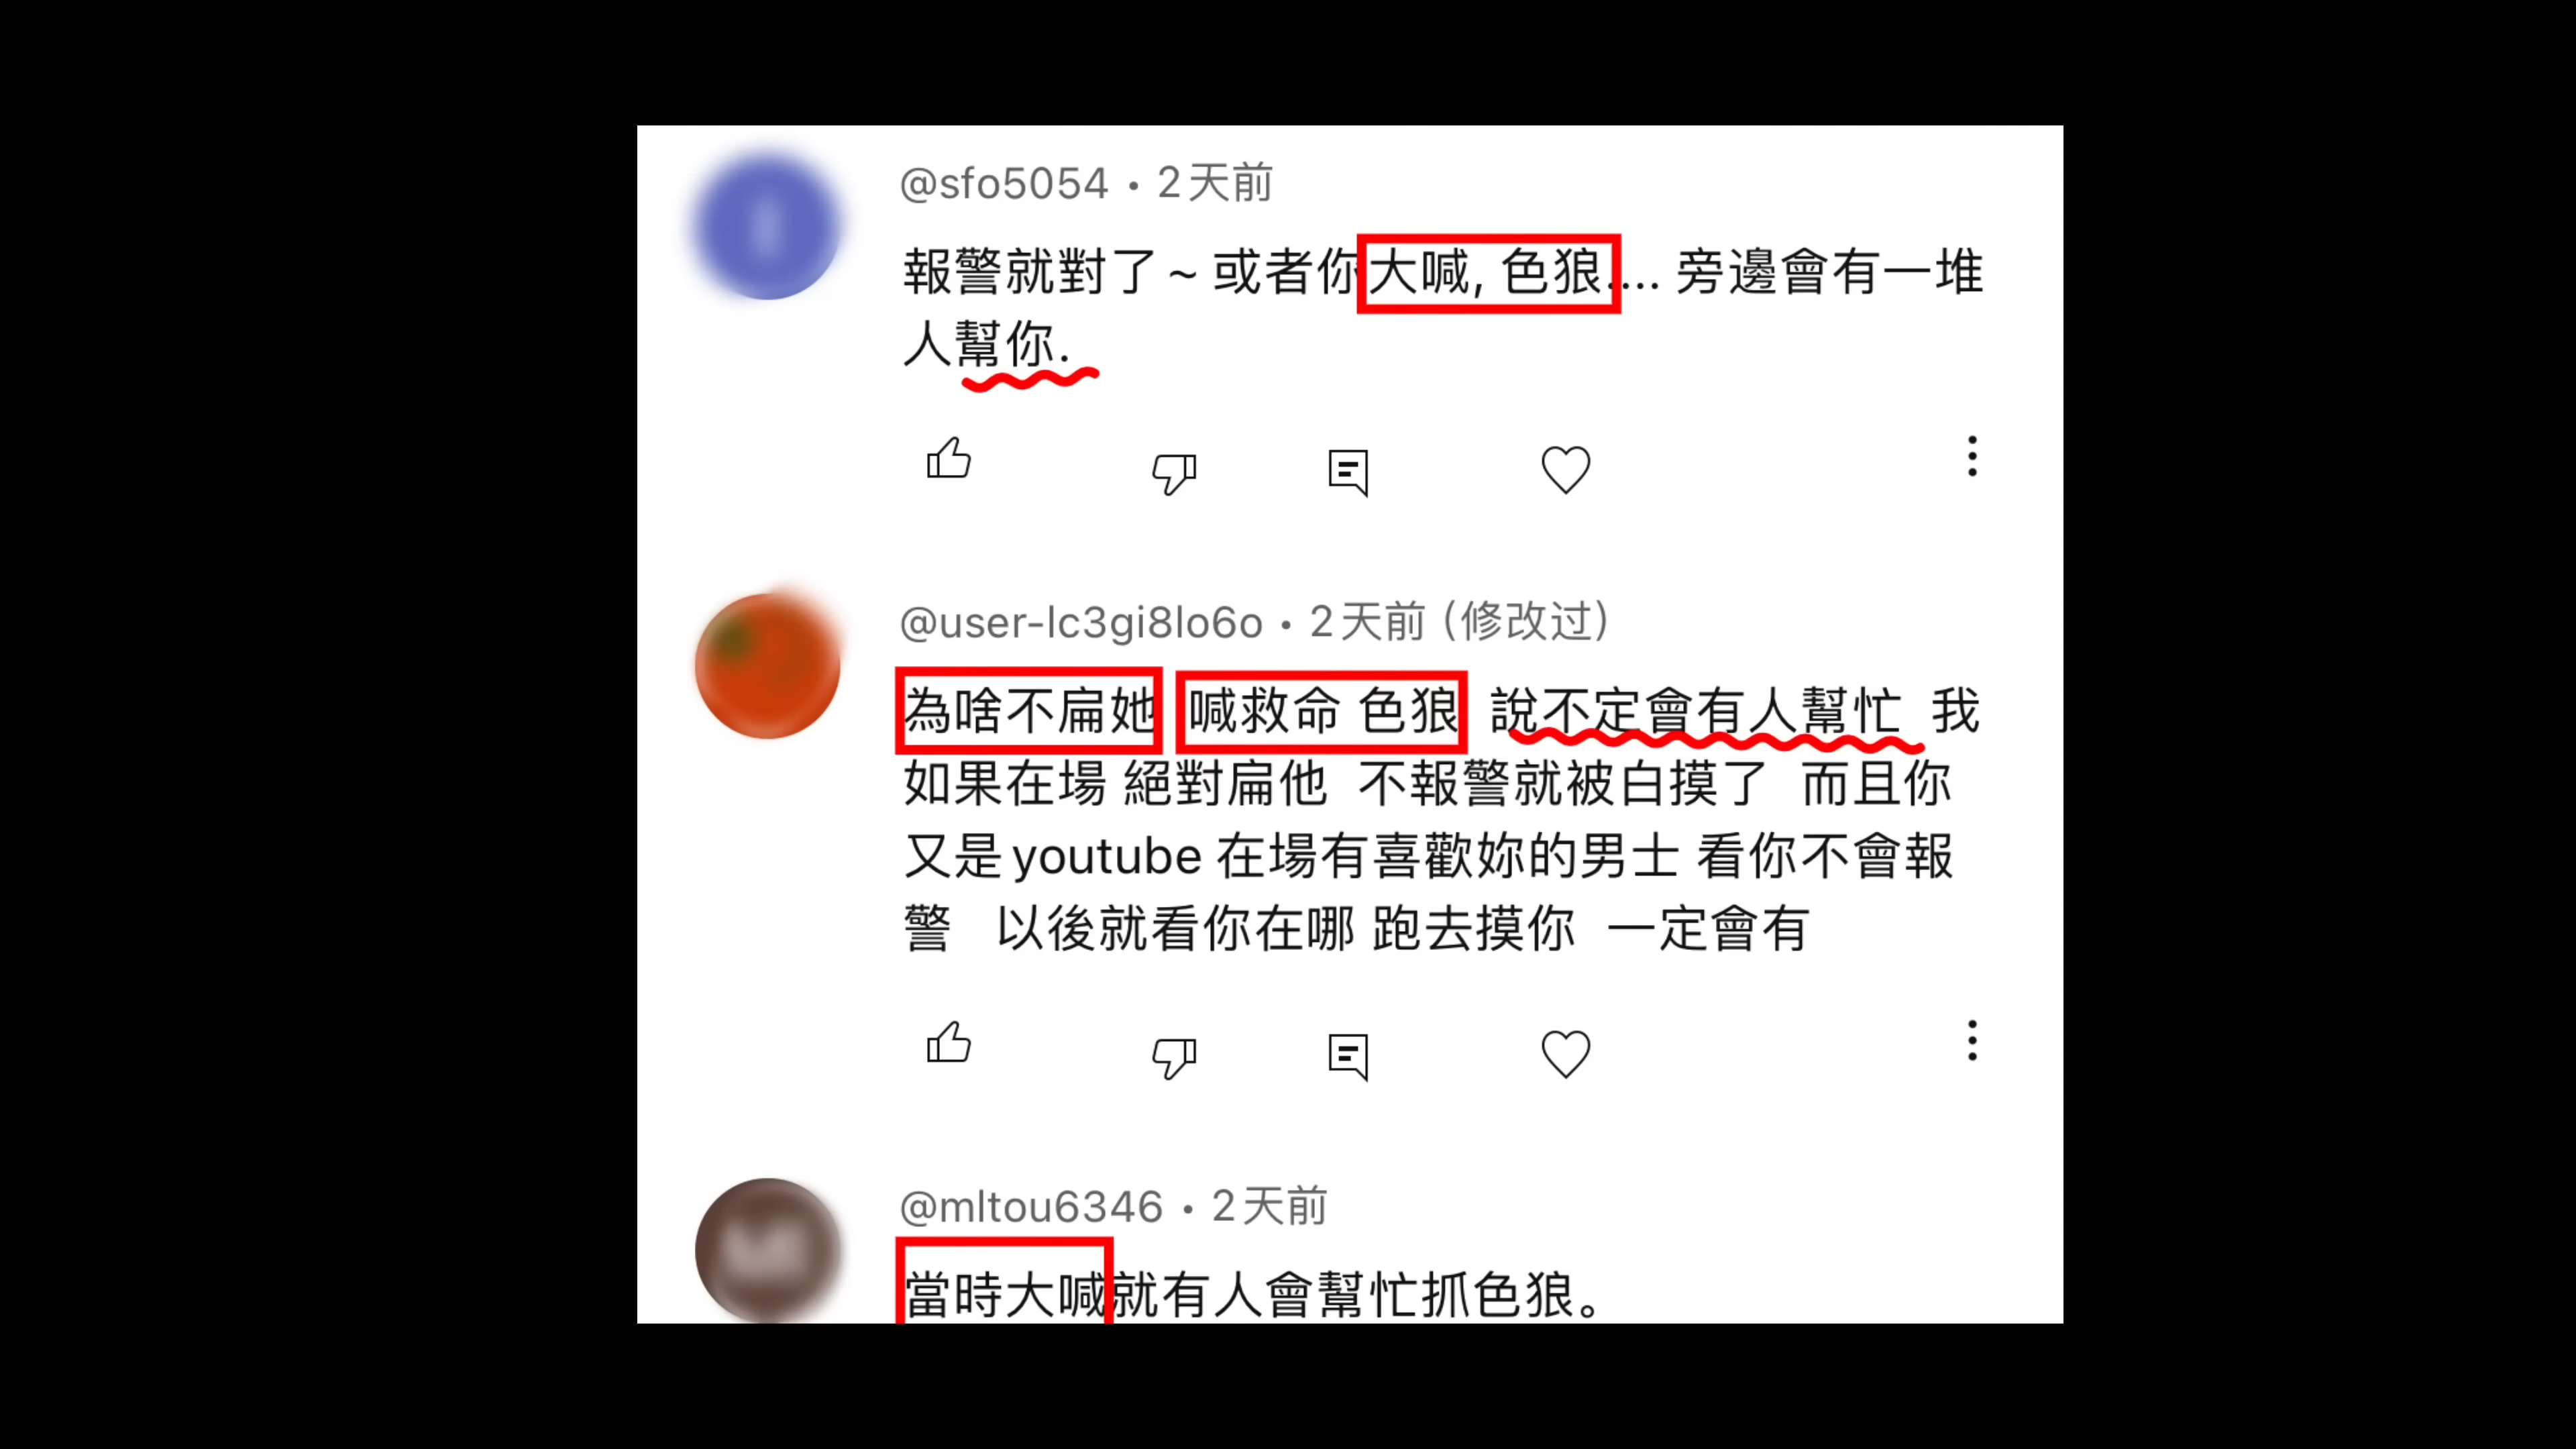 @sfo5054 • 2天前
報警就對了 ~ 或者你大喊, 色狼.... 旁邊會有一堆
人幫你.
@user-lc3gi8lo6o • 2天前 (修改过)
為啥不扁她 喊救命 色狼 說不定會有人幫忙 我
如果在場 絕對扁他 不報警就被白摸了 而且你
又是youtube 在場有喜歡妳的男士 看你不會報
警 以後就看你在哪 跑去摸你 一定會有
@mltou6346 • 2天前
當時大喊就有人會幫忙抓色狼。